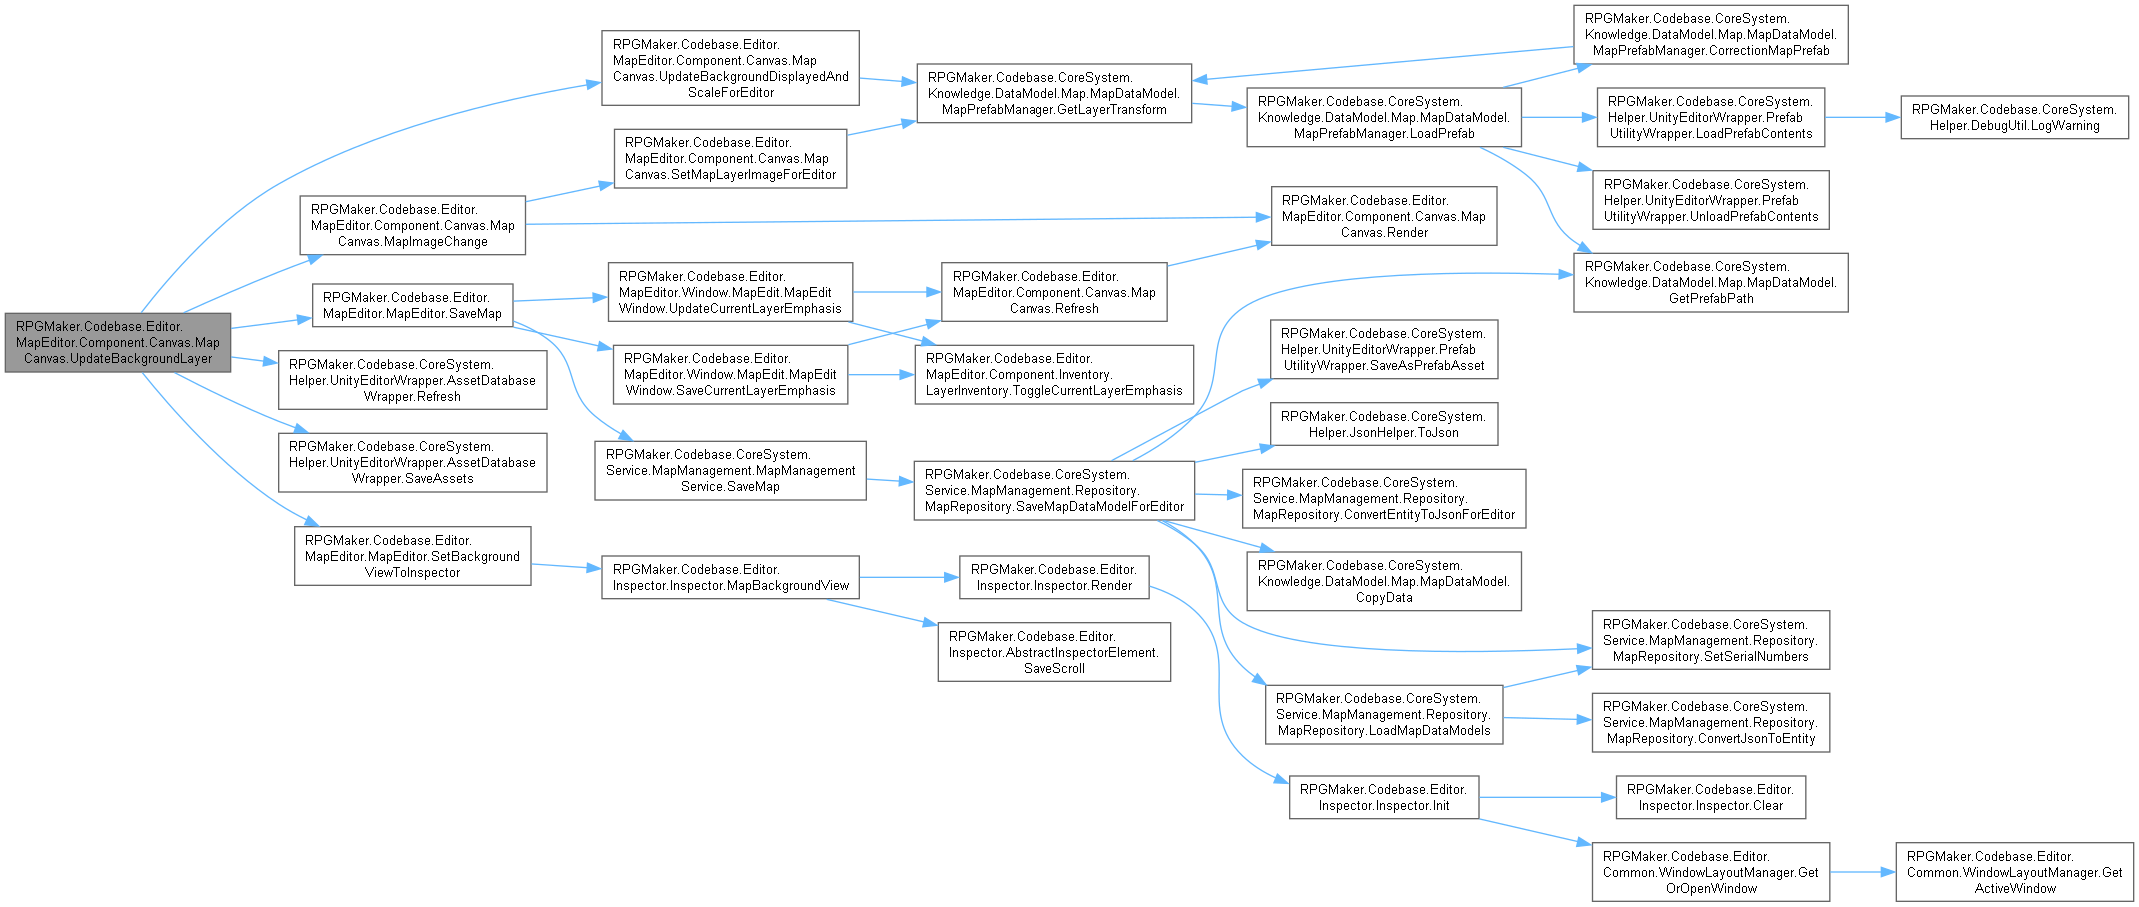 RPGMaker.Codebase.Editor.
MapEditor.Component.Canvas.Map
Canvas.UpdateBackgroundLayer
RPGMaker.Codebase.Editor.
MapEditor.Component.Canvas.Map
Canvas.MapImageChange
RPGMaker.Codebase.Editor.
MapEditor.MapEditor.SaveMap
RPGMaker.Codebase.CoreSystem.
Helper.UnityEditorWrapper.AssetDatabase
Wrapper.Refresh
RPGMaker.Codebase.CoreSystem.
Helper.UnityEditorWrapper.AssetDatabase
Wrapper.SaveAssets
RPGMaker.Codebase.Editor.
MapEditor.MapEditor.SetBackground
ViewToInspector
RPGMaker.Codebase.Editor.
MapEditor.Component.Canvas.Map
Canvas.UpdateBackgroundDisplayedAnd
ScaleForEditor
RPGMaker.Codebase.Editor.
MapEditor.Component.Canvas.Map
Canvas.SetMapLayerImageForEditor
RPGMaker.Codebase.Editor.
MapEditor.Window.MapEdit.MapEdit
Window.UpdateCurrentLayerEmphasis
RPGMaker.Codebase.Editor.
MapEditor.Window.MapEdit.MapEdit
Window.SaveCurrentLayerEmphasis
RPGMaker.Codebase.CoreSystem.
Service.MapManagement.MapManagement
Service.SaveMap
RPGMaker.Codebase.Editor.
Inspector.Inspector.MapBackgroundView
RPGMaker.Codebase.CoreSystem.
Knowledge.DataModel.Map.MapDataModel.
MapPrefabManager.GetLayerTransform
RPGMaker.Codebase.Editor.
MapEditor.Component.Canvas.Map
Canvas.Refresh
RPGMaker.Codebase.Editor.
MapEditor.Component.Inventory.
LayerInventory.ToggleCurrentLayerEmphasis
RPGMaker.Codebase.CoreSystem.
Service.MapManagement.Repository.
MapRepository.SaveMapDataModelForEditor
RPGMaker.Codebase.Editor.
Inspector.Inspector.Render
RPGMaker.Codebase.Editor.
Inspector.AbstractInspectorElement.
SaveScroll
RPGMaker.Codebase.CoreSystem.
Knowledge.DataModel.Map.MapDataModel.
MapPrefabManager.LoadPrefab
RPGMaker.Codebase.Editor.
MapEditor.Component.Canvas.Map
Canvas.Render
RPGMaker.Codebase.CoreSystem.
Helper.UnityEditorWrapper.Prefab
UtilityWrapper.SaveAsPrefabAsset
RPGMaker.Codebase.CoreSystem.
Helper.JsonHelper.ToJson
RPGMaker.Codebase.CoreSystem.
Service.MapManagement.Repository.
MapRepository.ConvertEntityToJsonForEditor
RPGMaker.Codebase.CoreSystem.
Knowledge.DataModel.Map.MapDataModel.
CopyData
RPGMaker.Codebase.CoreSystem.
Service.MapManagement.Repository.
MapRepository.LoadMapDataModels
RPGMaker.Codebase.Editor.
Inspector.Inspector.Init
RPGMaker.Codebase.CoreSystem.
Knowledge.DataModel.Map.MapDataModel.
MapPrefabManager.CorrectionMapPrefab
RPGMaker.Codebase.CoreSystem.
Helper.UnityEditorWrapper.Prefab
UtilityWrapper.LoadPrefabContents
RPGMaker.Codebase.CoreSystem.
Helper.UnityEditorWrapper.Prefab
UtilityWrapper.UnloadPrefabContents
RPGMaker.Codebase.CoreSystem.
Knowledge.DataModel.Map.MapDataModel.
GetPrefabPath
RPGMaker.Codebase.CoreSystem.
Service.MapManagement.Repository.
MapRepository.SetSerialNumbers
RPGMaker.Codebase.CoreSystem.
Service.MapManagement.Repository.
MapRepository.ConvertJsonToEntity
RPGMaker.Codebase.Editor.
Inspector.Inspector.Clear
RPGMaker.Codebase.Editor.
Common.WindowLayoutManager.Get
OrOpenWindow
RPGMaker.Codebase.CoreSystem.
Helper.DebugUtil.LogWarning
RPGMaker.Codebase.Editor.
Common.WindowLayoutManager.Get
ActiveWindow